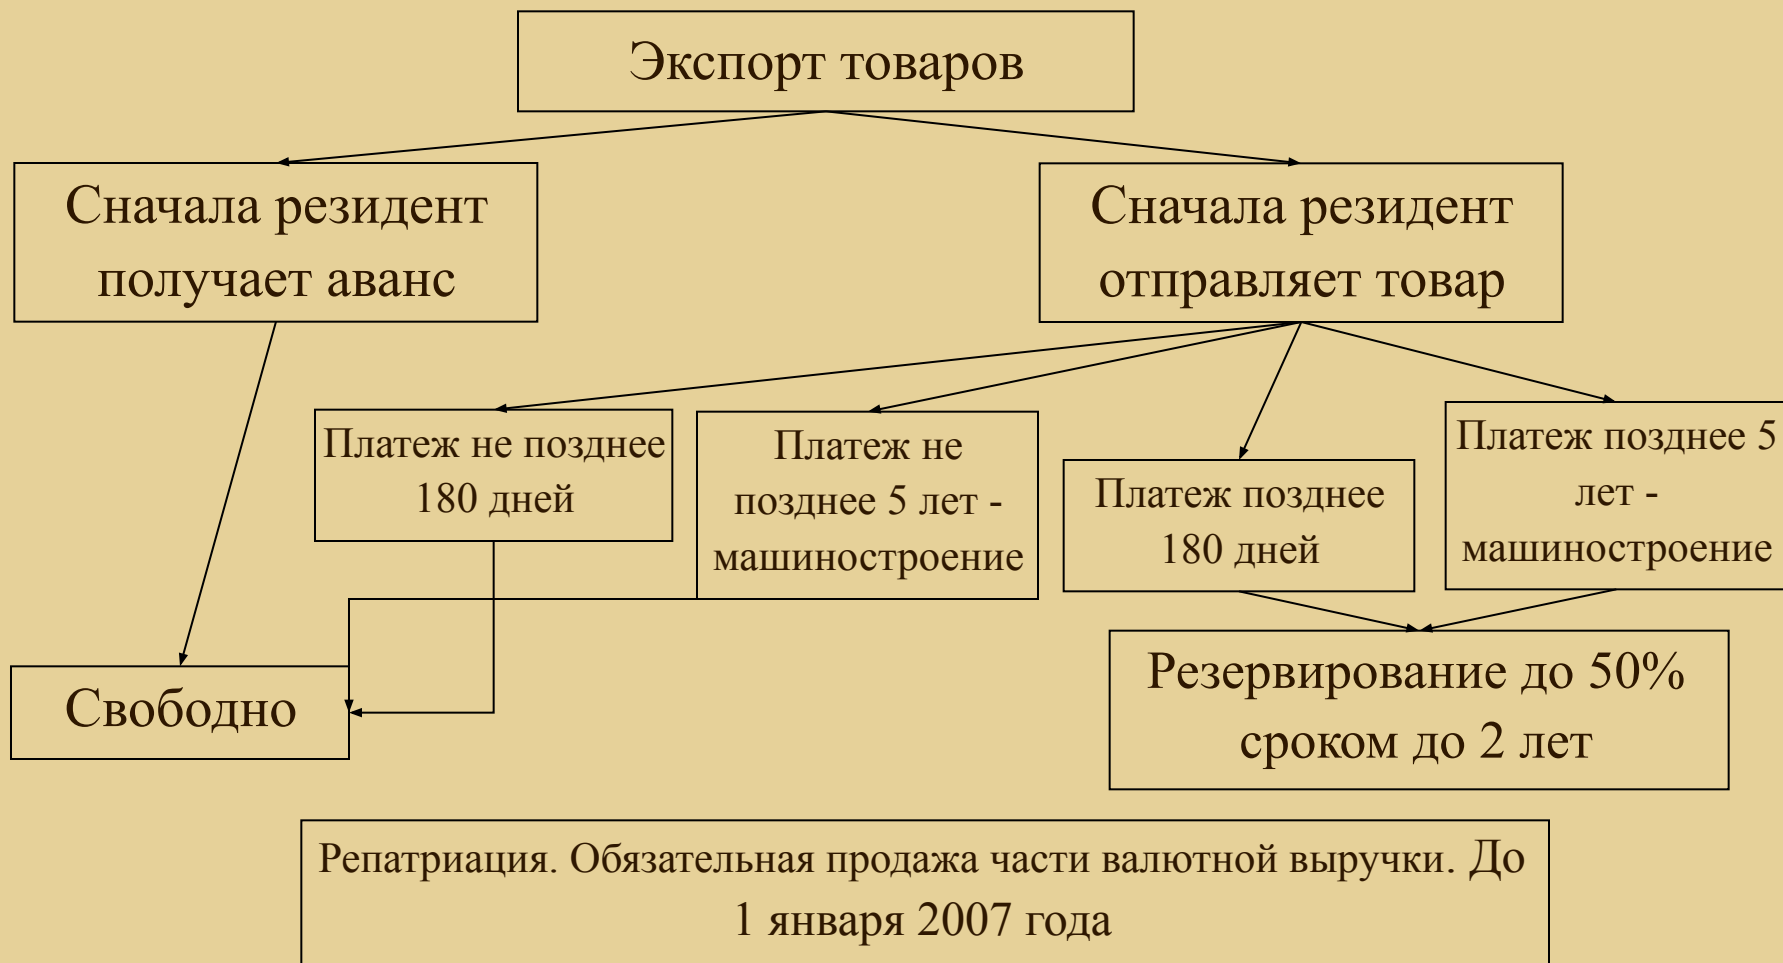 Экспорт товаров
Сначала резидент
получает аванс
Сначала резидент
отправляет товар
Платеж не позднее
180 дней
Платеж не
позднее 5 лет -
машиностроение
Платеж позднее
180 дней
Платеж позднее 5
лет -
машиностроение
Свободно
Резервирование до 50%
сроком до 2 лет
Репатриация. Обязательная продажа части валютной выручки. До
1 января 2007 года